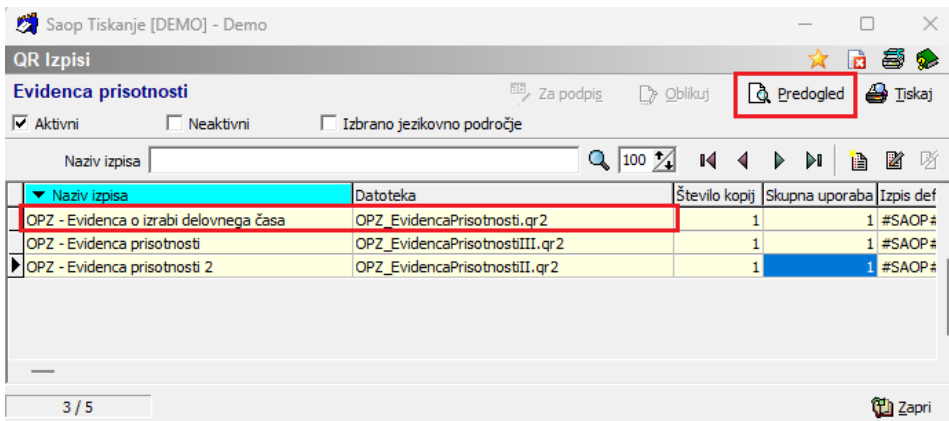 Saop Tiskanje [DEMO] - Demo
QR Izpisi
Evidenca prisotnosti Za podpis Oblikuj Predogled Tiskaj
Aktivni Neaktivni Izbrano jezikovno področje
Naziv izpisa 100
Naziv izpisa Datoteka Število kopij Skupna uporaba Izpis def
OPZ - Evidenca o izrabi delovnega časa OPZ_EvidencaPrisotnosti.qr2 1 1 #SAOP#
OPZ - Evidenca prisotnosti OPZ_EvidencaPrisotnostiIII.qr2 1 1 #SAOP#
OPZ - Evidenca prisotnosti 2 OPZ_EvidencaPrisotnostiII.qr2 1 1 #SAOP#
3 / 5 Zapri